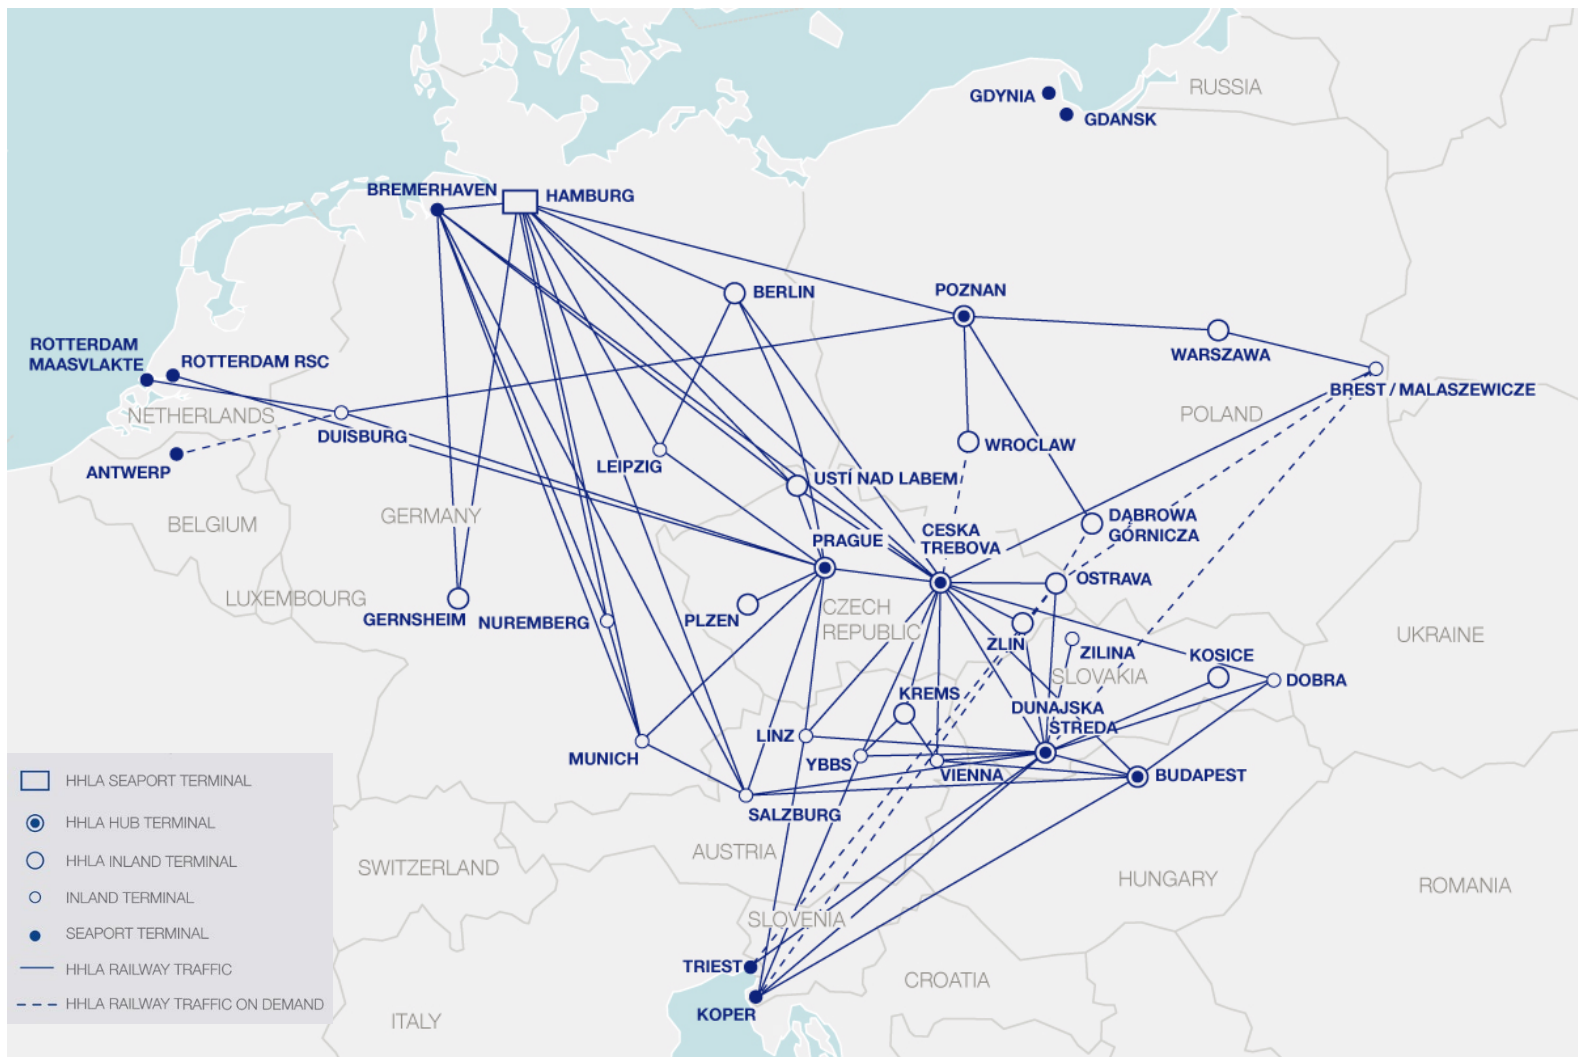 RUSSIA
GDYNIA
GDANSK
BREMERHAVEN
HAMBURG
BERLIN
POZNAN
ROTTERDAM
MAASVLAKTE
ROTTERDAM RSC
WARSZAWA
BREST / MALASZEWICZE
NETHERLANDS
DUISBURG
POLAND
ANTWERP
LEIPZIG
WROCLAW
USTÍ NAD LABEM
BELGIUM
GERMANY
DABROWA
GÓRNICZA
PRAGUE
CESKA
TREBOVA
OSTRAVA
LUXEMBOURG
GERNSHEIM
NUREMBERG
PLZEN
CZECH
REPUBLIC
ZLIN
ZILINA
UKRAINE
KOSICE
SLOVAKIA
DOBRA
KREMS
DUNAJSKA
STREDA
LINZ
MUNICH
YBBS
VIENNA
BUDAPEST
SALZBURG
AUSTRIA
SWITZERLAND
HUNGARY
ROMANIA
SLOVENIA
TRIEST
CROATIA
KOPER
ITALY
HHLA SEAPORT TERMINAL
HHLA HUB TERMINAL
HHLA INLAND TERMINAL
INLAND TERMINAL
SEAPORT TERMINAL
HHLA RAILWAY TRAFFIC
HHLA RAILWAY TRAFFIC ON DEMAND